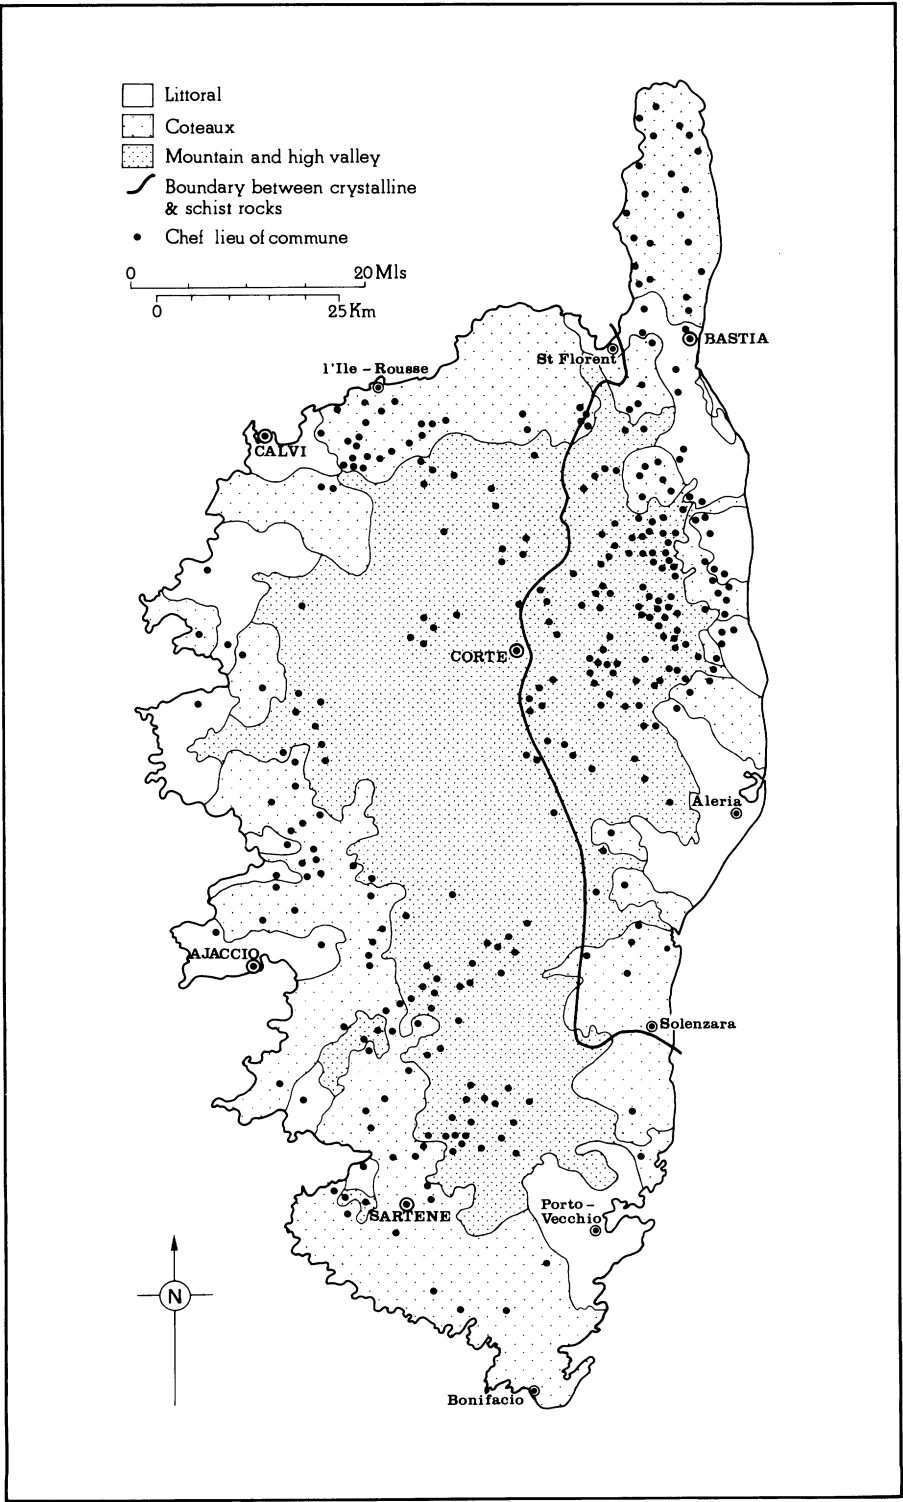 Littoral
Coteaux
Mountain and high valley
Boundary between crystalline
& schist rocks
Chef lieu of commune
0 20 Mls
0 25 Km
BASTIA
St Florent
l'Ile – Rousse
CALVI
CORTE
Aleria
AJACCIO
Solenzara
Porto –
Vecchio
SARTENE
N
Bonifacio